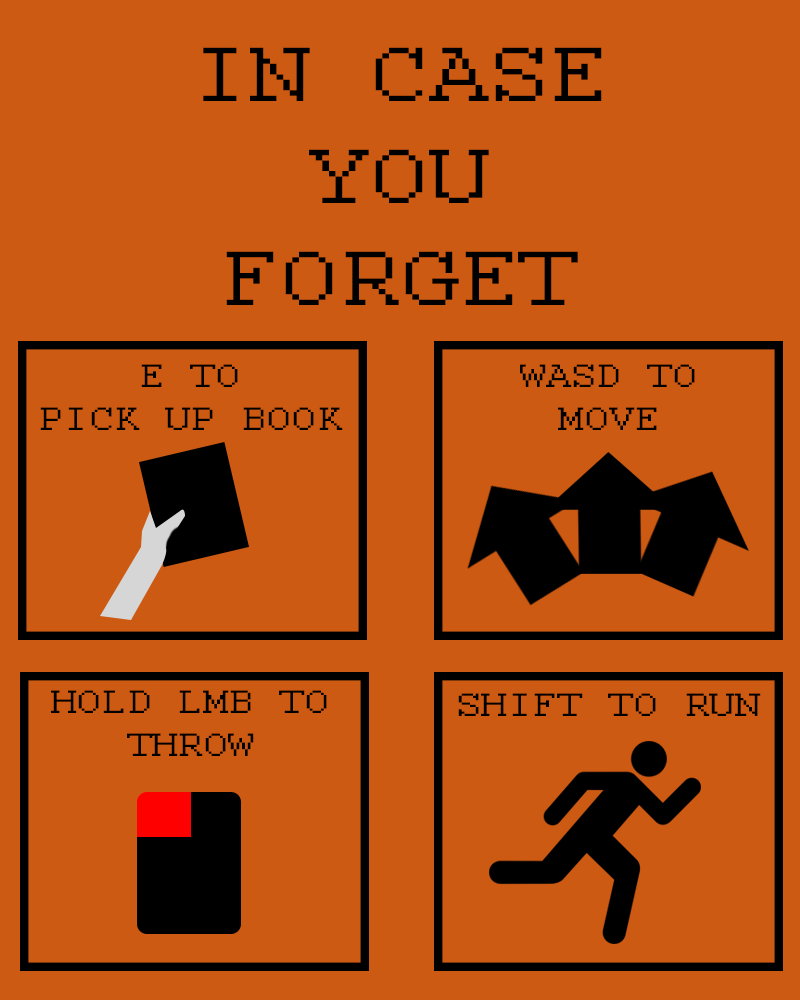 IN CASE
YOU
FORGET
E TO
PICK UP BOOK
WASD TO
MOVE
HOLD LMB TO
THROW
SHIFT TO RUN